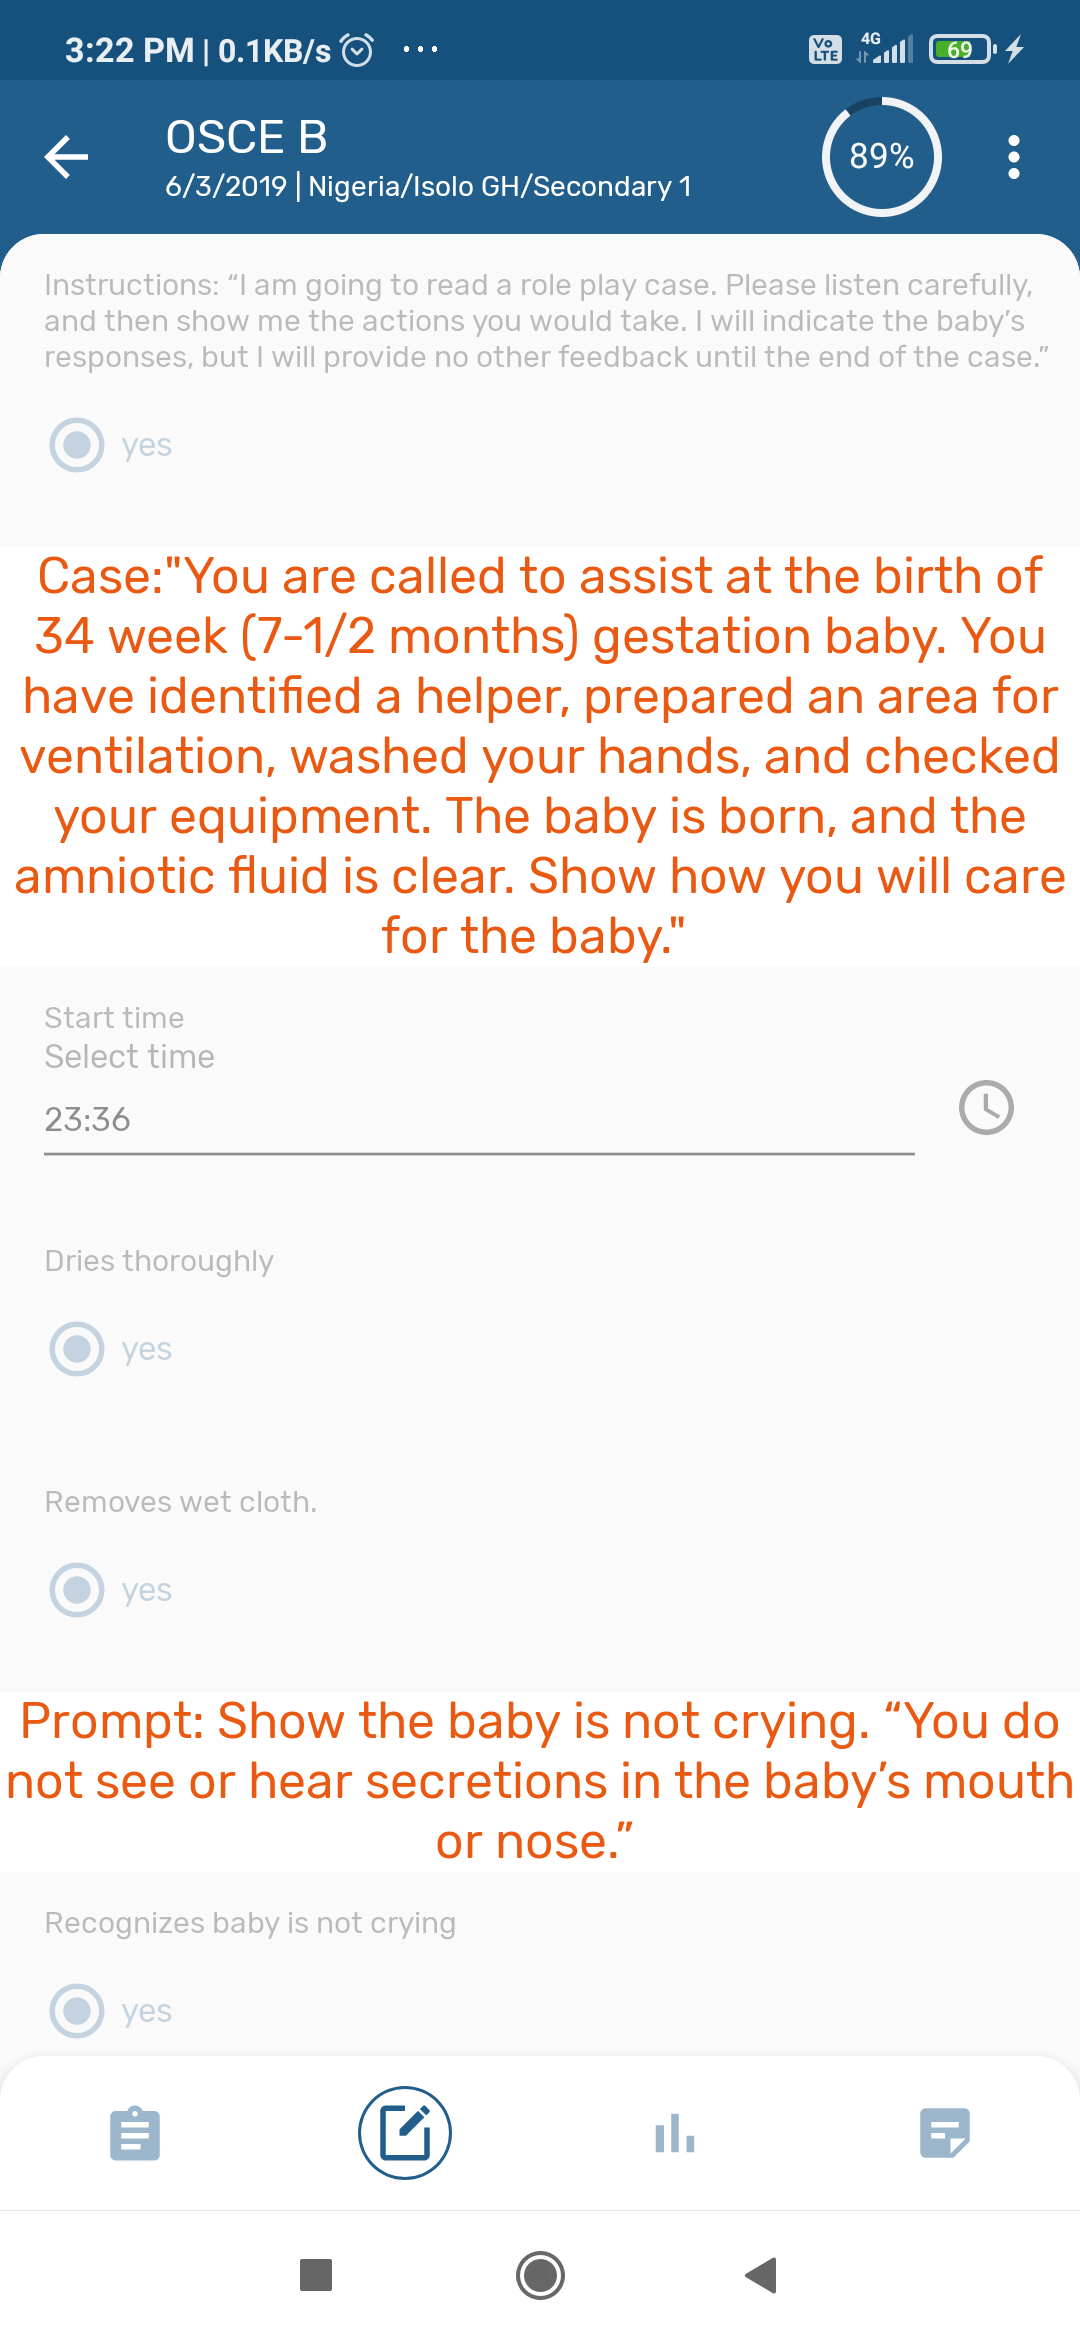 3:22 PM | 0.1KB/s ...
Vo LTE 4G 69
OSCE B
6/3/2019 | Nigeria/Isolo GH/Secondary 1
89%
Instructions: “I am going to read a role play case. Please listen carefully,
and then show me the actions you would take. I will indicate the baby’s
responses, but I will provide no other feedback until the end of the case.”
yes
Case:"You are called to assist at the birth of
34 week (7-1/2 months) gestation baby. You
have identified a helper, prepared an area for
ventilation, washed your hands, and checked
your equipment. The baby is born, and the
amniotic fluid is clear. Show how you will care
for the baby."
Start time
Select time
23:36
Dries thoroughly
yes
Removes wet cloth.
yes
Prompt: Show the baby is not crying. “You do
not see or hear secretions in the baby’s mouth
or nose.”
Recognizes baby is not crying
yes